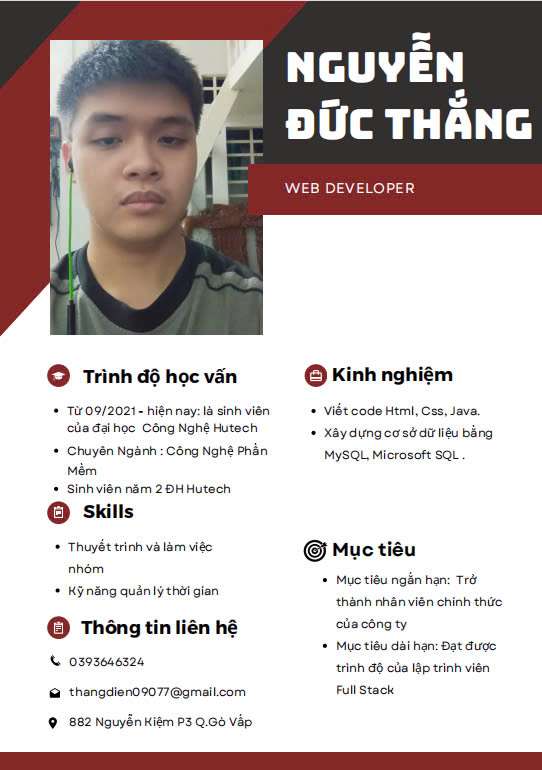 NGUYỄN
ĐỨC THẮNG
WEB DEVELOPER
Trình độ học vấn
Từ 09/2021 - hiện nay: là sinh viên
của đại học Công Nghệ Hutech
Chuyên Ngành : Công Nghệ Phần
Mềm
Sinh viên năm 2 ĐH Hutech
Skills
Thuyết trình và làm việc
nhóm
Kỹ năng quản lý thời gian
Thông tin liên hệ
0393646324
thangdien09077@gmail.com
882 Nguyễn Kiệm P3 Q.Gò Vấp
Kinh nghiệm
Viết code Html, Css, Java.
Xây dựng cơ sở dữ liệu bằng
MySQL, Microsoft SQL .
Mục tiêu
Mục tiêu ngắn hạn: Trở
thành nhân viên chính thức
của công ty
Mục tiêu dài hạn: Đạt được
trình độ của lập trình viên
Full Stack